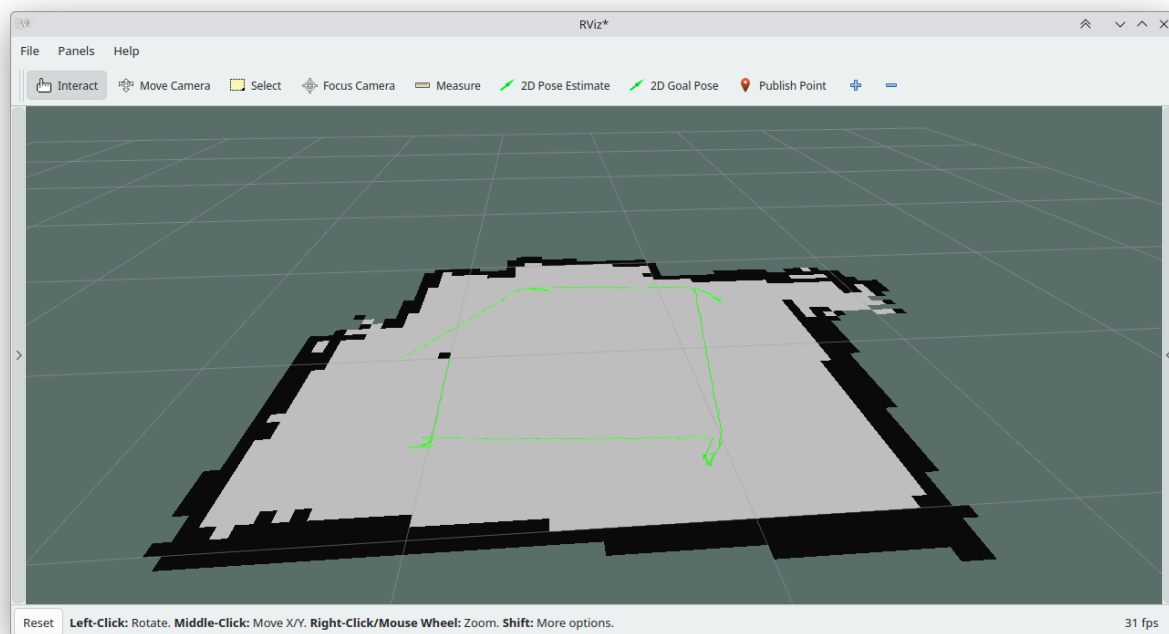 RViz*
File Panels Help
Interact Move Camera Select Focus Camera Measure 2D Pose Estimate 2D Goal Pose Publish Point
Reset Left-Click: Rotate. Middle-Click: Move X/Y. Right-Click/Mouse Wheel: Zoom. Shift: More options. 31 fps